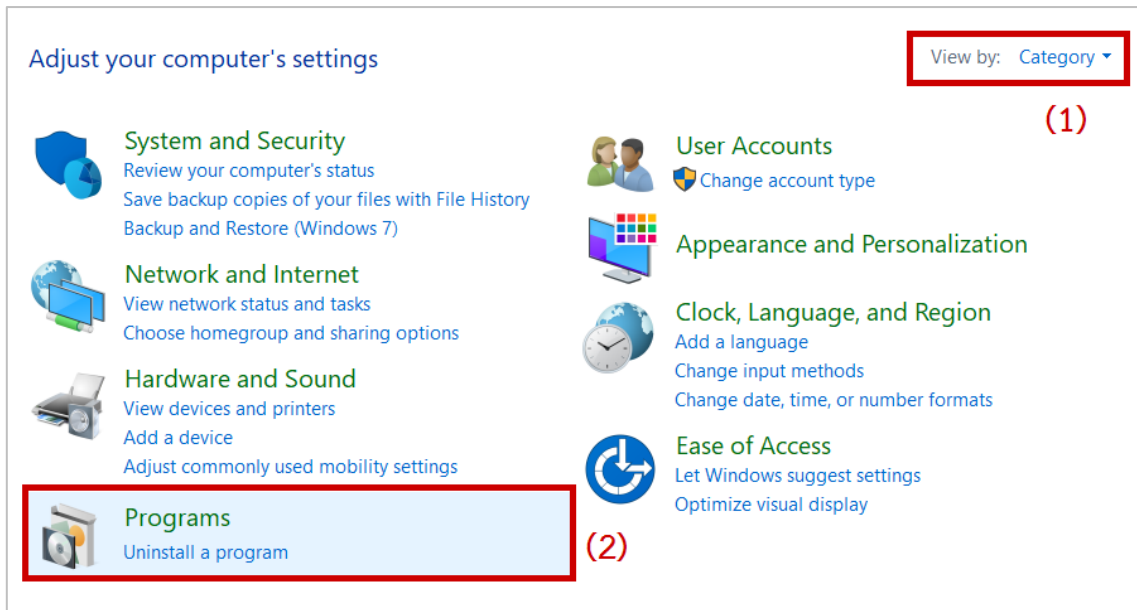 Adjust your computer's settings
View by: Category
(1)
System and Security
Review your computer's status
Save backup copies of your files with File History
Backup and Restore (Windows 7)
Network and Internet
View network status and tasks
Choose homegroup and sharing options
Hardware and Sound
View devices and printers
Add a device
Adjust commonly used mobility settings
Programs
Uninstall a program
(2)
User Accounts
Change account type
Appearance and Personalization
Clock, Language, and Region
Add a language
Change input methods
Change date, time, or number formats
Ease of Access
Let Windows suggest settings
Optimize visual display